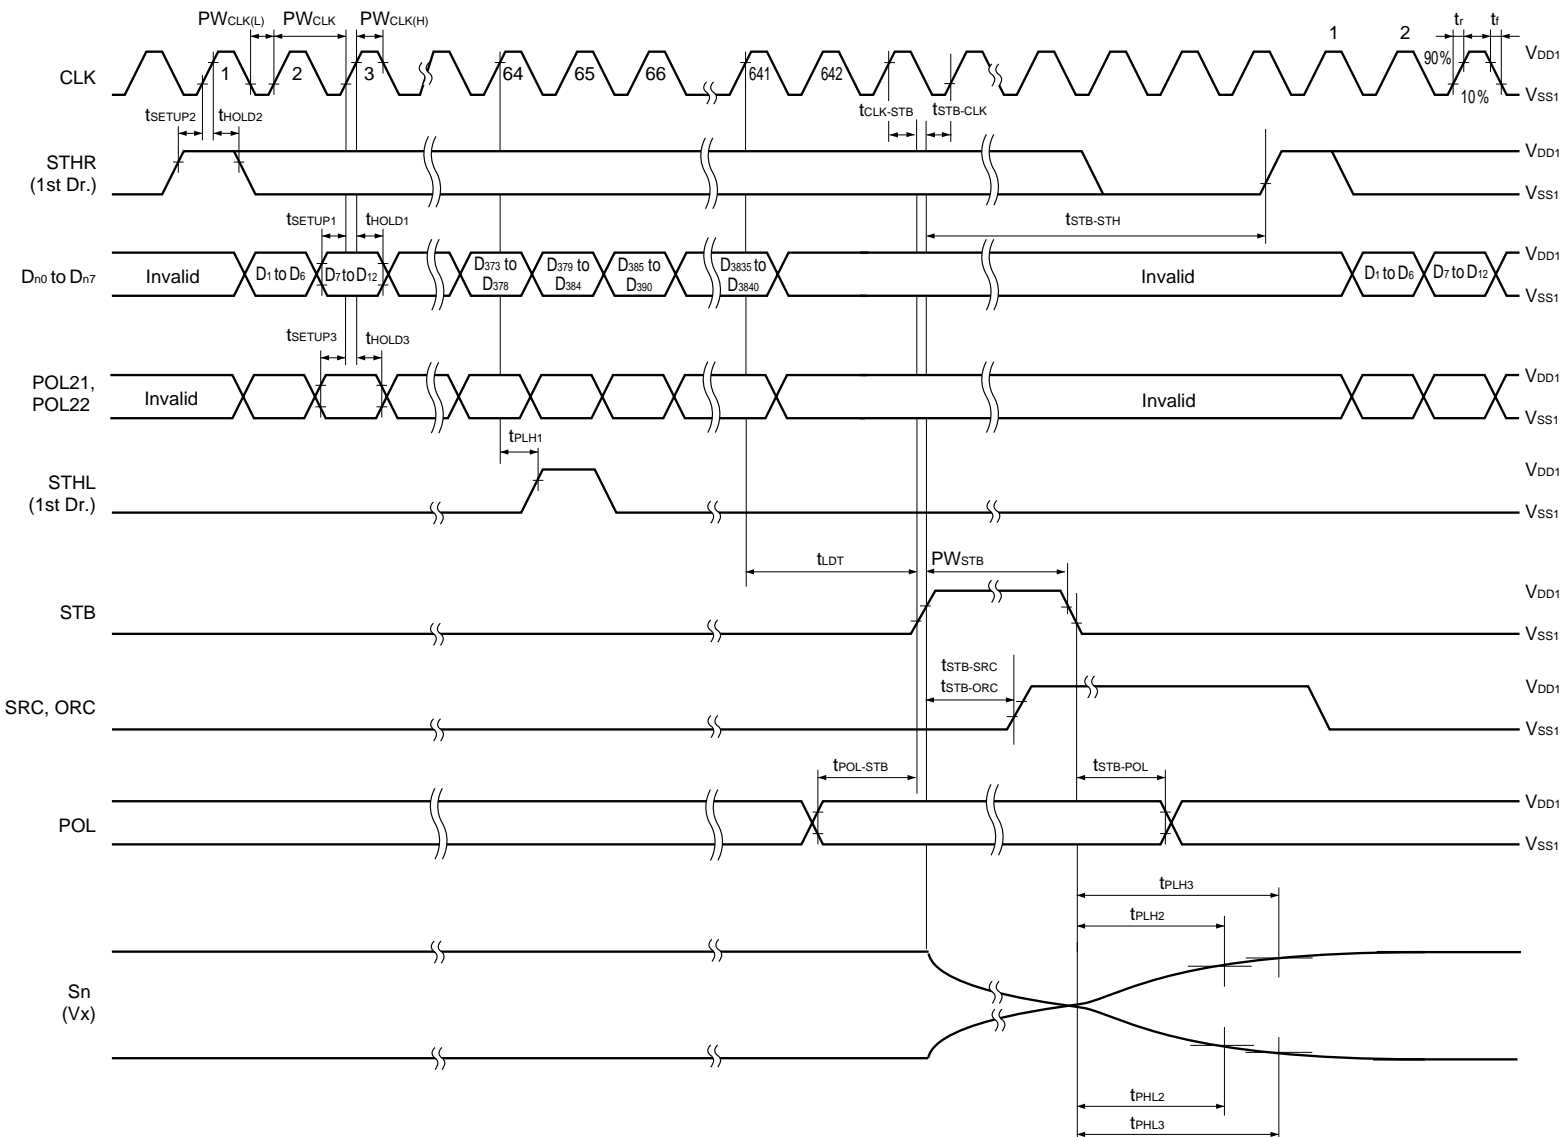 PWCLK(L) PWCLK PWCLK(H)
1 2 tr tf
CLK 1 2 3 64 65 66 641 642 90% VDD1
10% VSS1
tSETUP2 tHOLD2 tCLK-STB tSTB-CLK
STHR
(1st Dr.)
VDD1
VSS1
tSETUP1 tHOLD1 tSTB-STH
Dn0 to Dn7 Invalid D1 to D6 D7 to D12
D373 to
D378
D379 to
D384
D385 to
D390
D3835 to
D3840
Invalid D1 to D6 D7 to D12
VDD1
VSS1
tSETUP3 tHOLD3
POL21,
POL22
Invalid Invalid
VDD1
VSS1
tPLH1
STHL
(1st Dr.)
VDD1
VSS1
tLDT PWSTB
STB
VDD1
VSS1
tSTB-SRC
tSTB-ORC
SRC, ORC
VDD1
VSS1
tPOL-STB tSTB-POL
POL
VDD1
VSS1
tPLH3
tPLH2
Sn
(Vx)
tPHL2
tPHL3